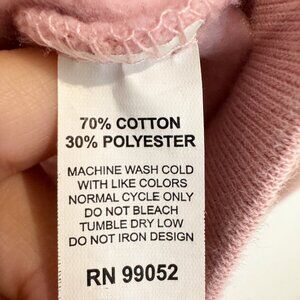 70% COTTON
30% POLYESTER
MACHINE WASH COLD
WITH LIKE COLORS
NORMAL CYCLE ONLY
DO NOT BLEACH
TUMBLE DRY LOW
DO NOT IRON DESIGN
RN 99052